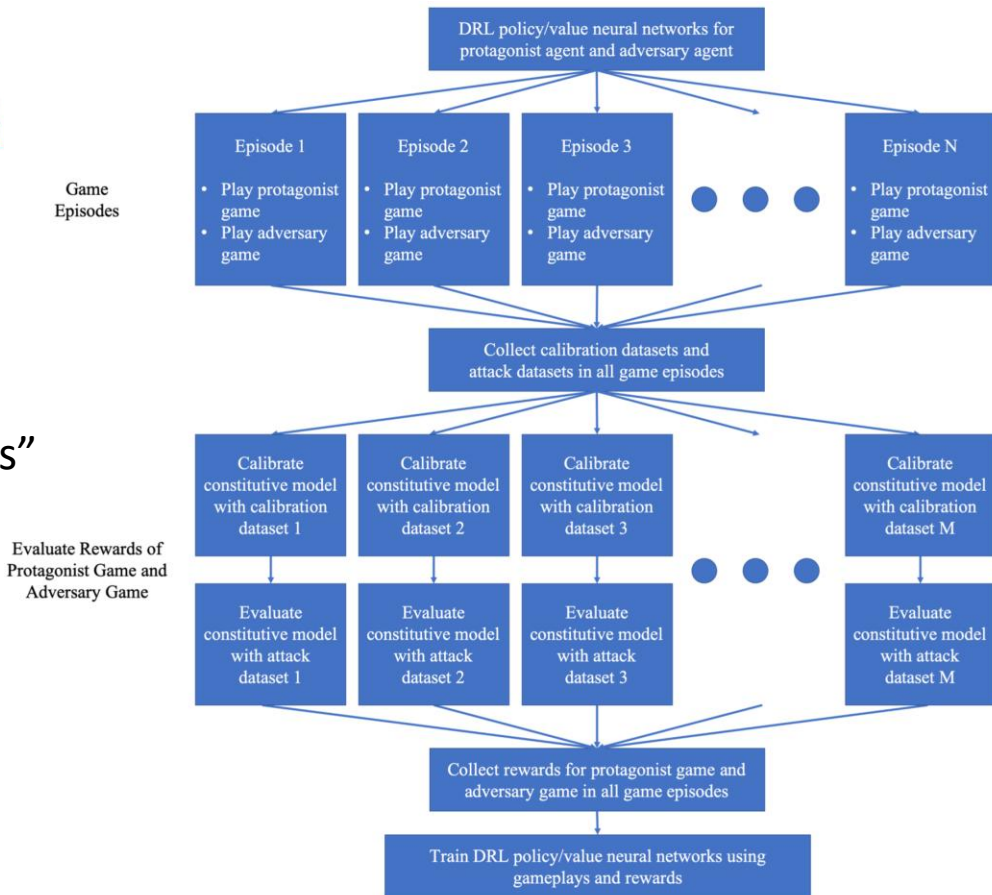 DRL policy/value neural networks for
protagonist agent and adversary agent
Game
Episodes
Episode 1
• Play protagonist
game
• Play adversary
game
Episode 2
• Play protagonist
game
• Play adversary
game
Episode 3
• Play protagonist
game
• Play adversary
game
Episode N
• Play protagonist
game
• Play adversary
game
Collect calibration datasets and
attack datasets in all game episodes
s”
Evaluate Rewards of
Protagonist Game and
Adversary Game
Calibrate
constitutive model
with calibration
dataset 1
Calibrate
constitutive model
with calibration
dataset 2
Calibrate
constitutive model
with calibration
dataset 3
Calibrate
constitutive model
with calibration
dataset M
Evaluate
constitutive model
with attack
dataset 1
Evaluate
constitutive model
with attack
dataset 2
Evaluate
constitutive model
with attack
dataset 3
Evaluate
constitutive model
with attack
dataset M
Collect rewards for protagonist game and
adversary game in all game episodes
Train DRL policy/value neural networks using
gameplays and rewards